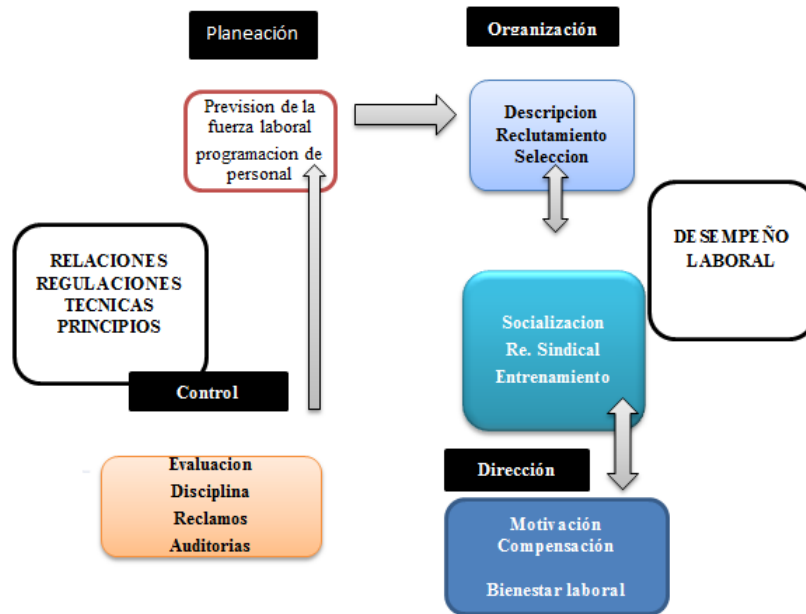 Planeación
Organización
Prevision de la
fuerza laboral
programacion de
personal
Descripcion
Reclutamiento
Seleccion
RELACIONES
REGULACIONES
TECNICAS
PRINCIPIOS
DESEMPEÑO
LABORAL
Socializacion
Re. Sindical
Entrenamiento
Control
Evaluacion
Disciplina
Reclamos
Auditorias
Dirección
Motivación
Compensación
Bienestar laboral